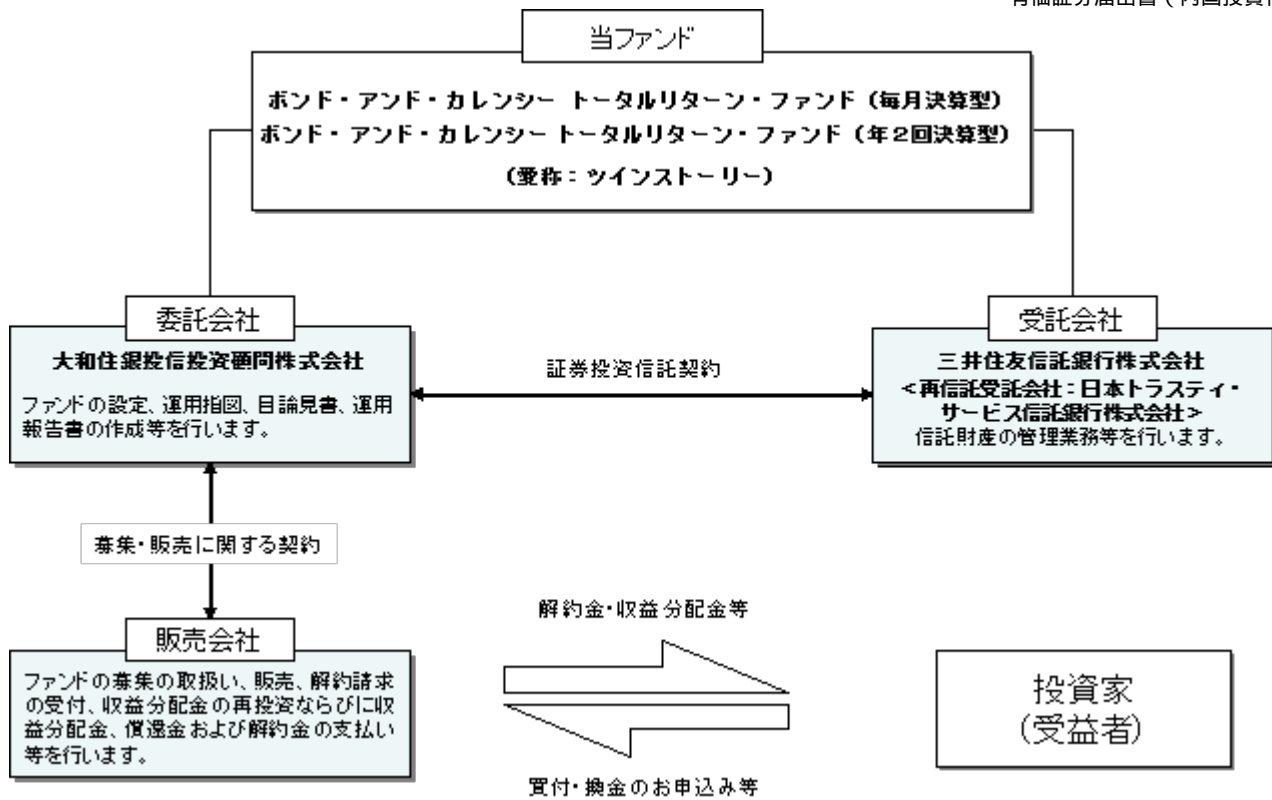 当ファンド
ボンド・アンド・カレンシー トータルリターン・ファンド（毎月決算型）
ボンド・アンド・カレンシー トータルリターン・ファンド（年２回決算型）
（愛称：ツインストーリー）
委託会社
大和住銀投信投資顧問株式会社
ファンドの設定、運用指図、目論見書、運用
報告書の作成等を行います。
証券投資信託契約
受託会社
三井住友信託銀行株式会社
＜再信託受託会社：日本トラスティ・
サービス信託銀行株式会社＞
信託財産の管理業務等を行います。
募集・販売に関する契約
販売会社
ファンドの募集の取扱い、販売、解約請求
の受付、収益分配金の再投資ならびに収
益分配金、償還金および解約金の支払い
等を行います。
解約金・収益分配金等
買付・換金のお申込み等
投資家
(受益者)